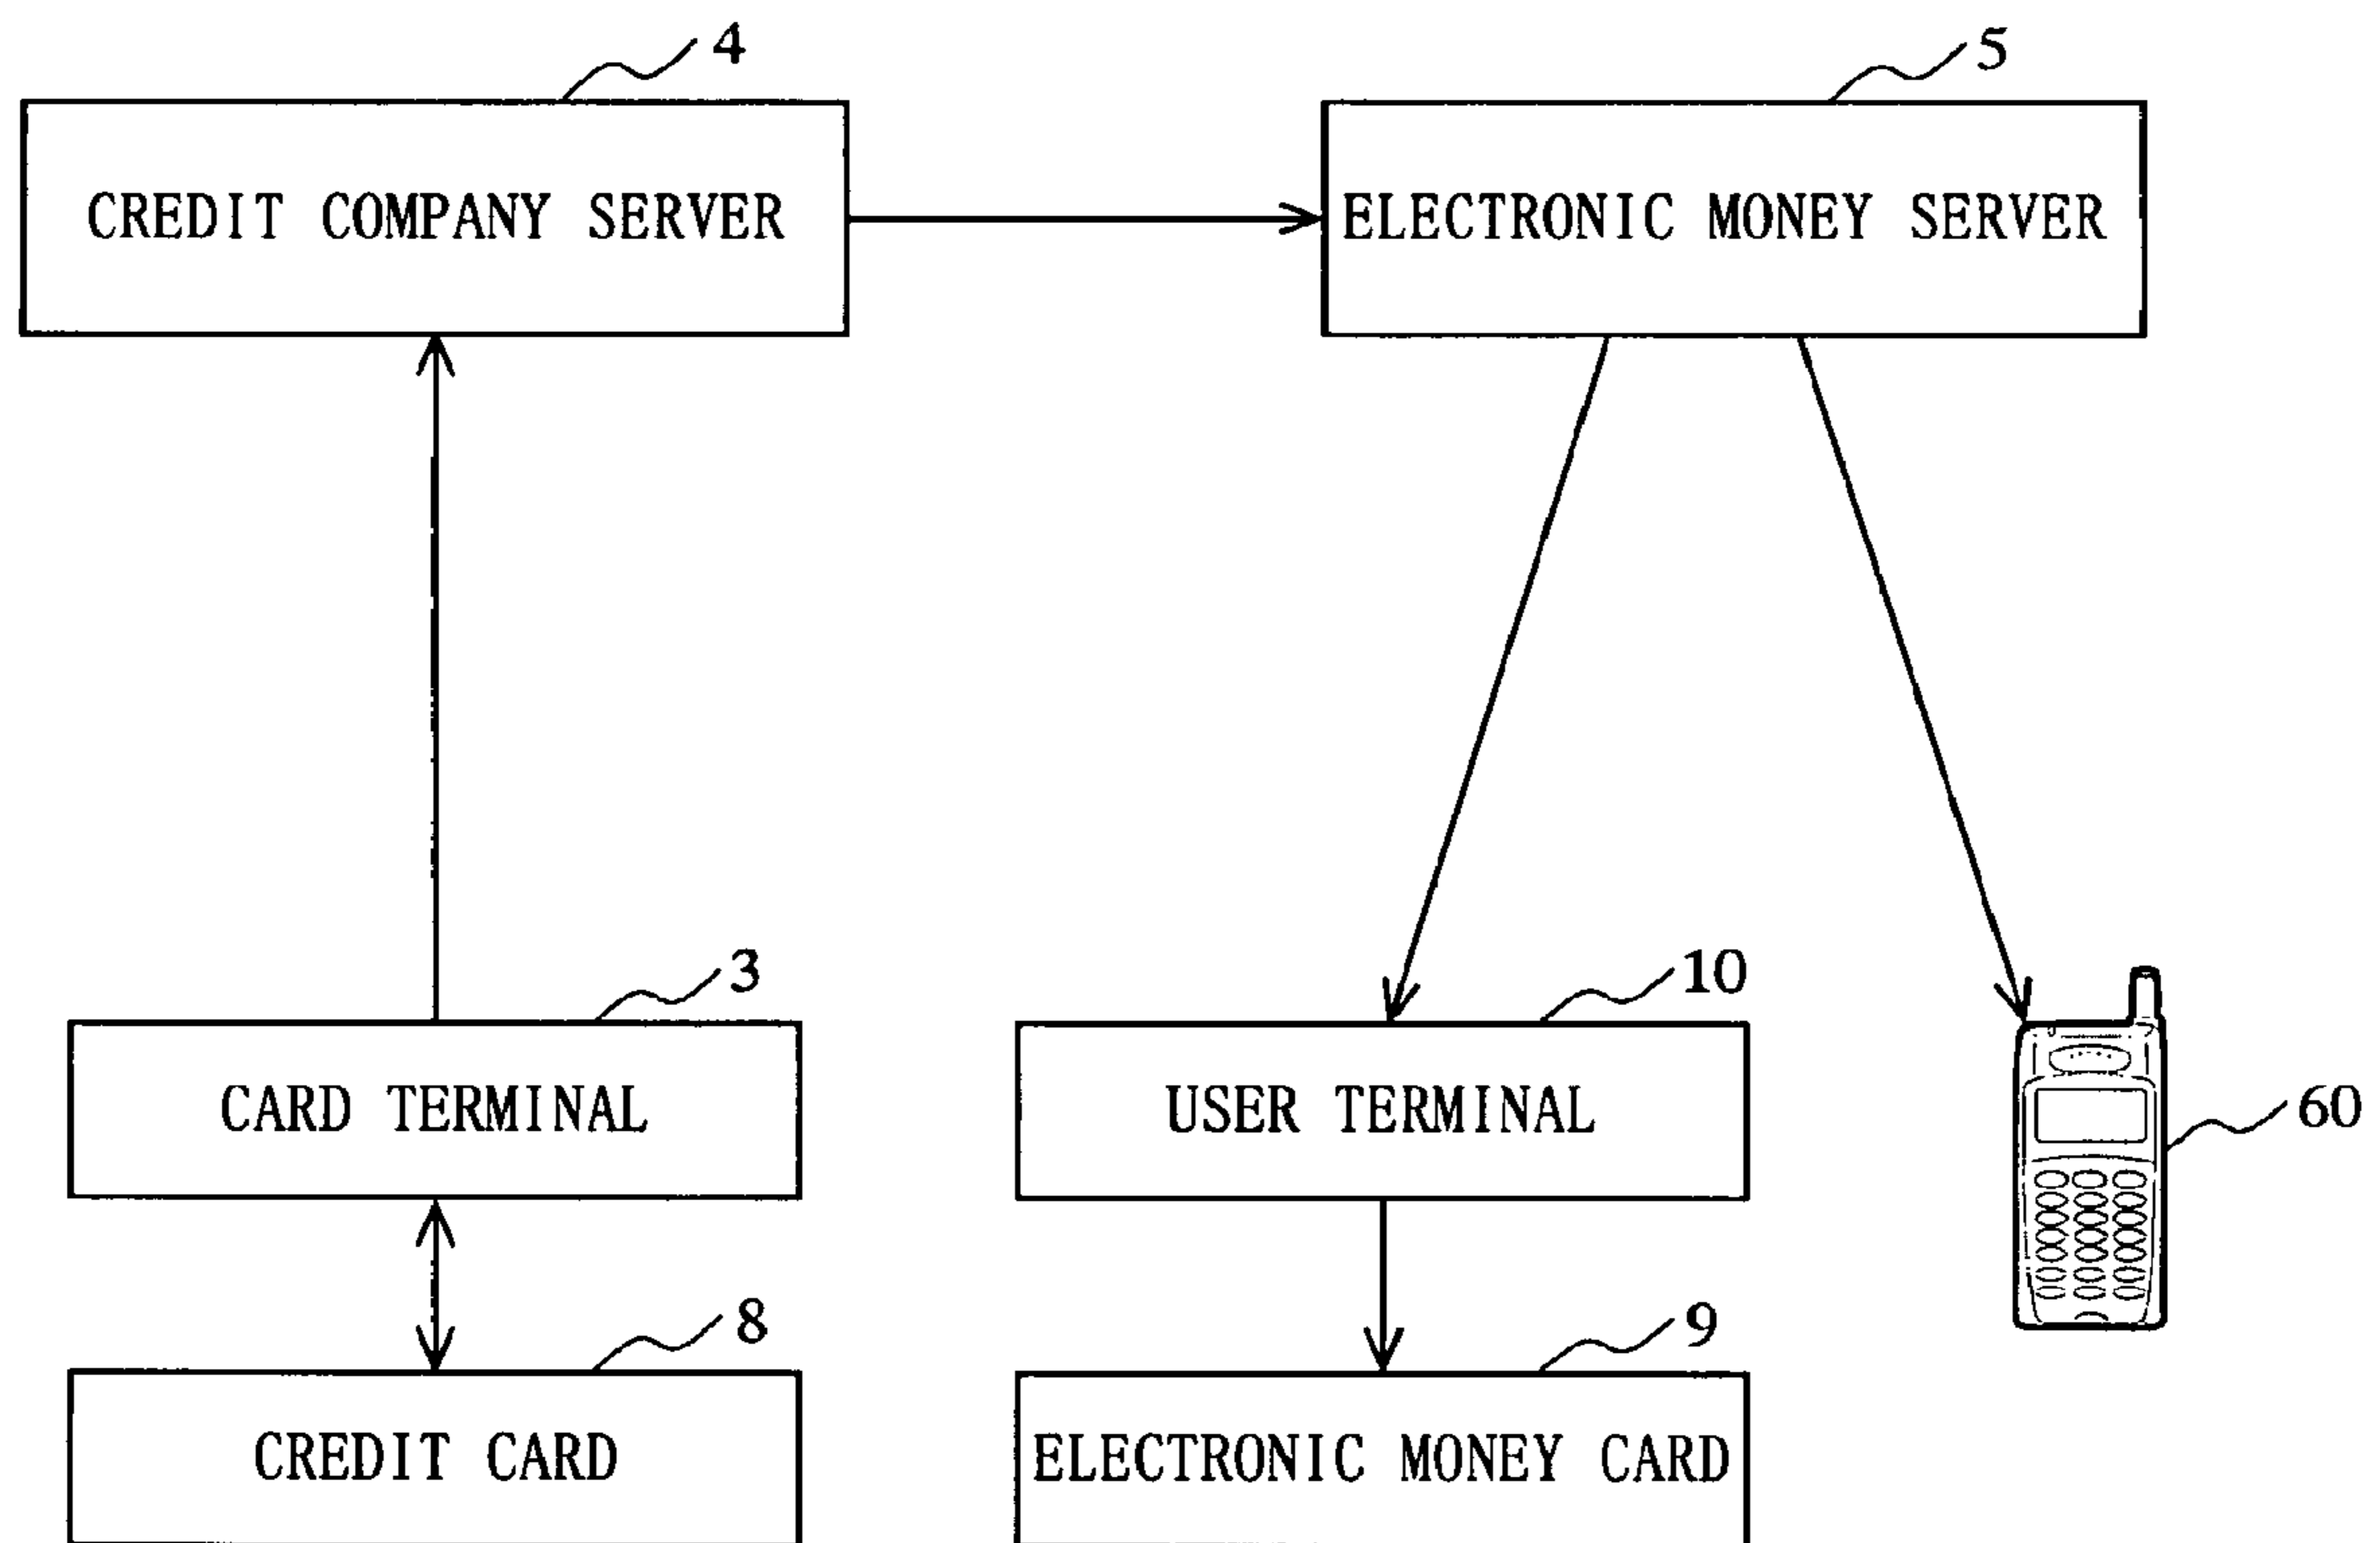 4
5
CREDIT COMPANY SERVER
ELECTRONIC MONEY SERVER
3
10
CARD TERMINAL
USER TERMINAL
60
8
9
CREDIT CARD
ELECTRONIC MONEY CARD